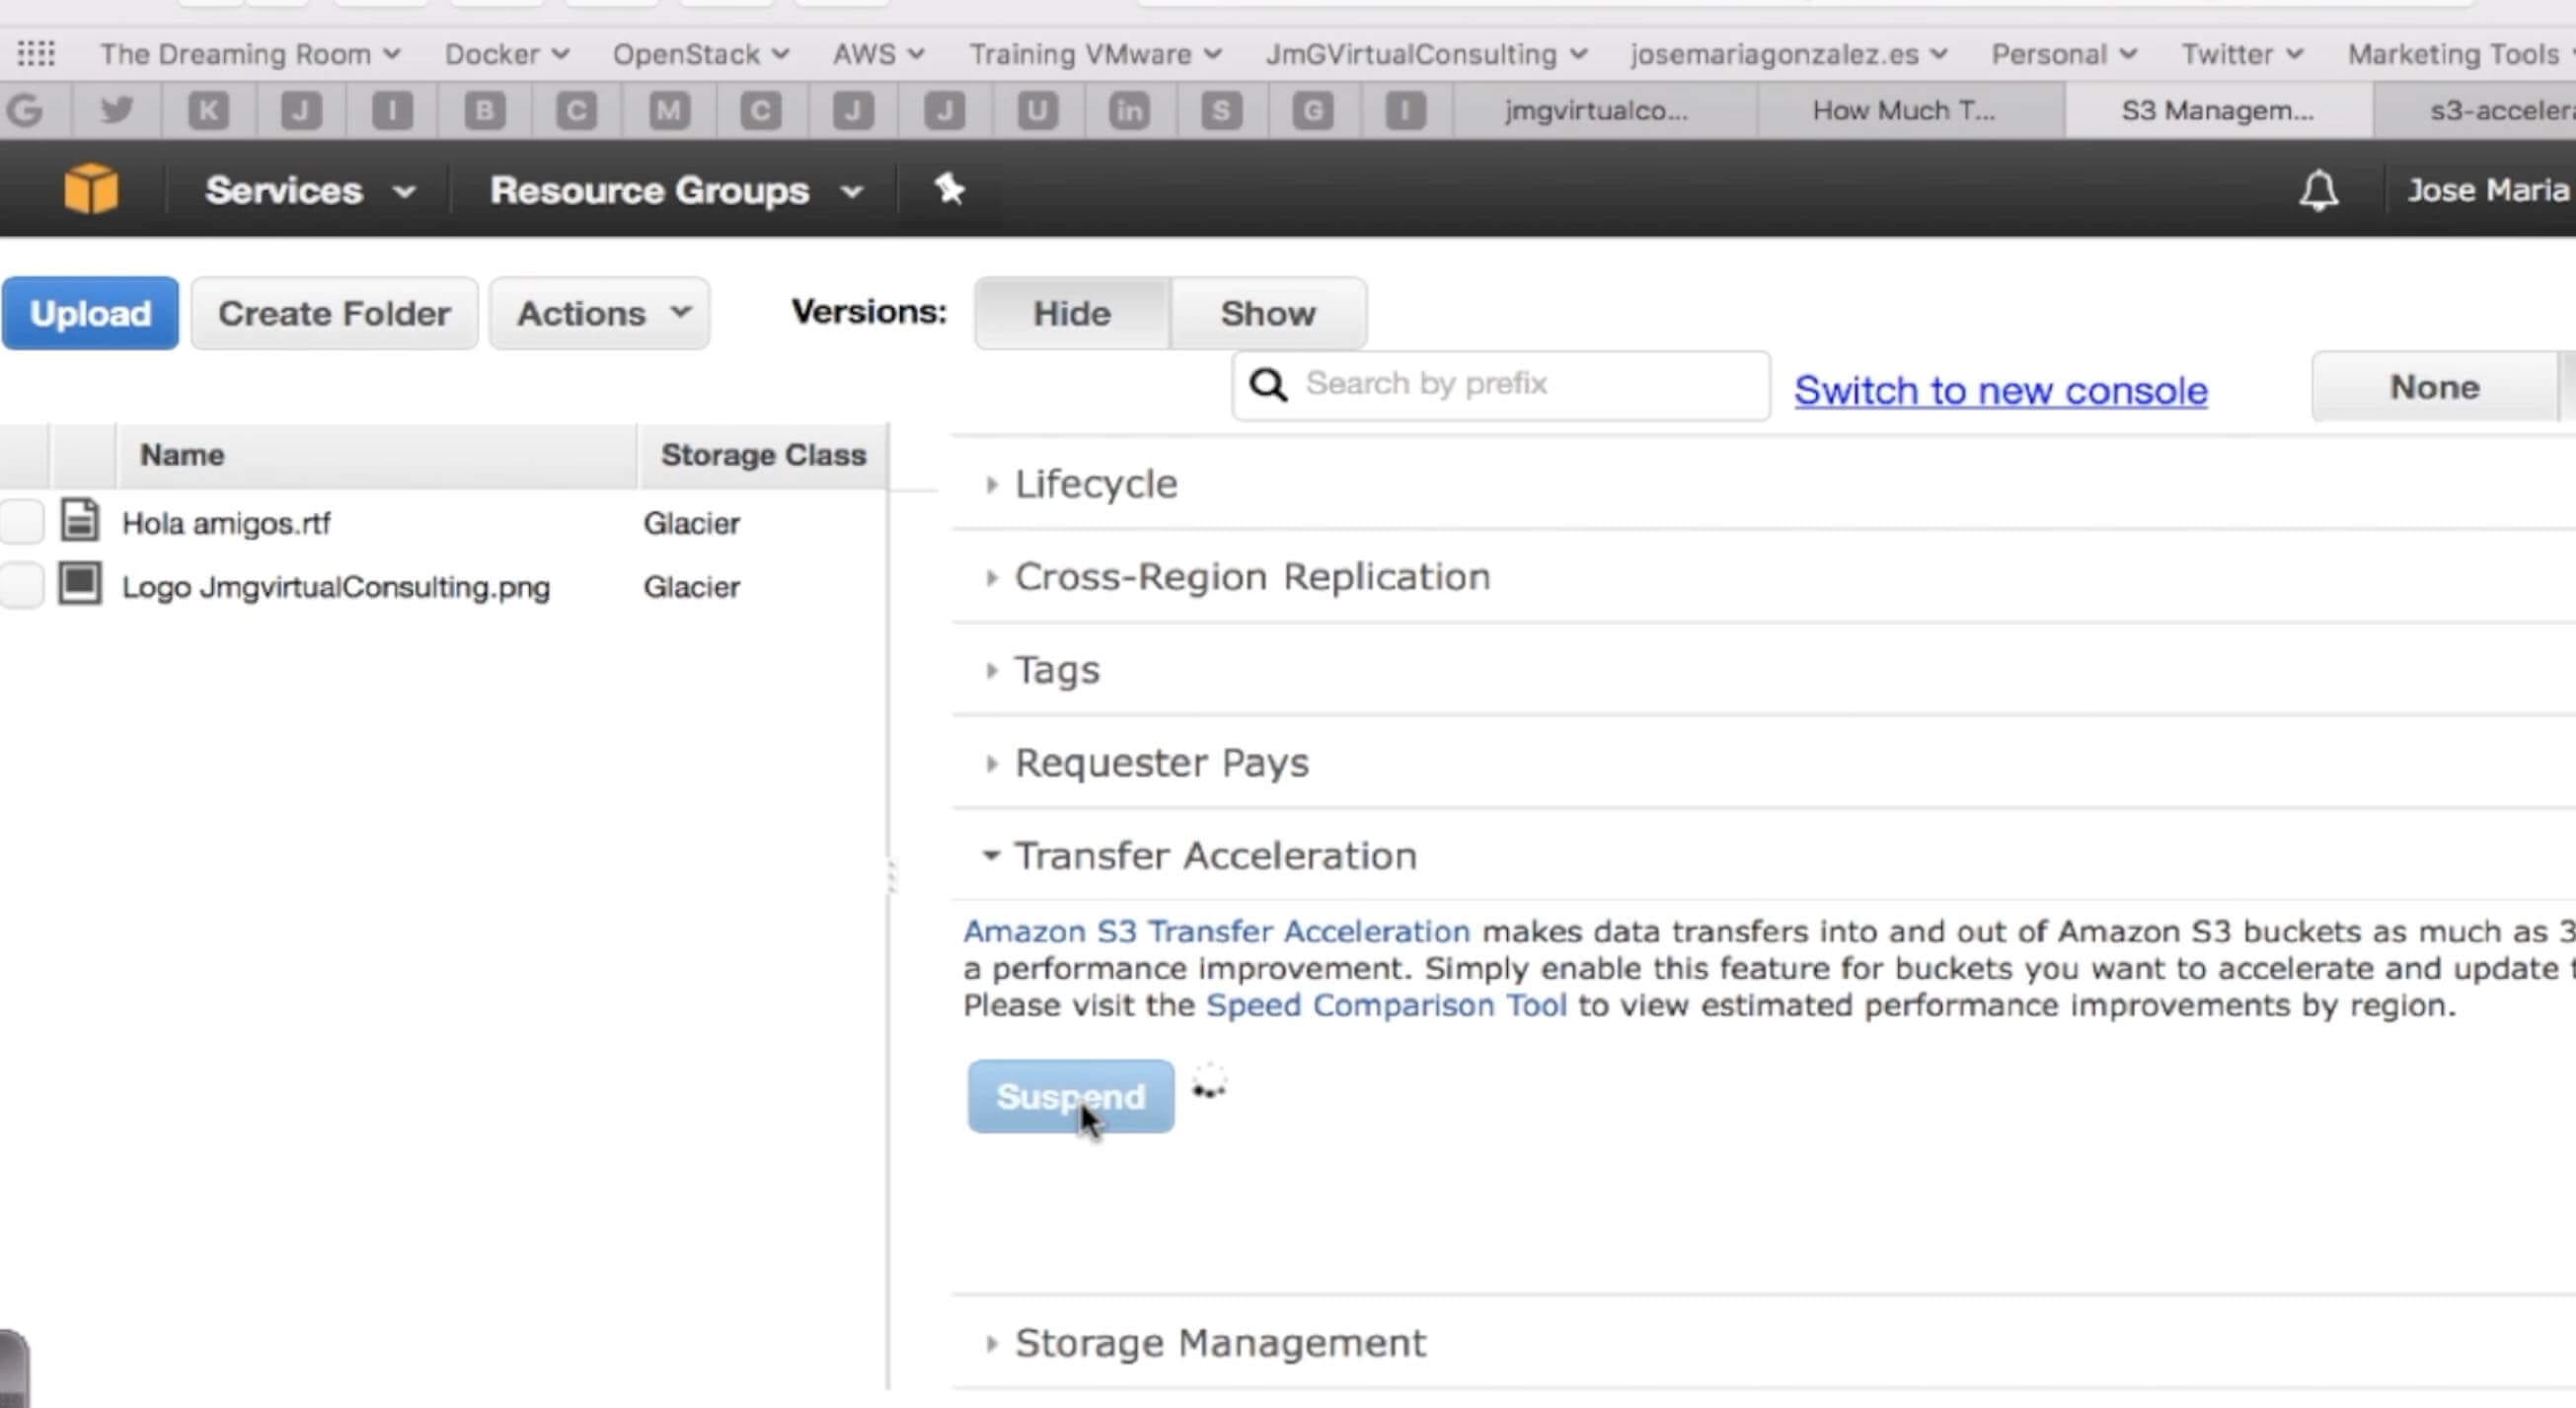 The Dreaming Room Docker OpenStack AWS Training VMware JmGVirtualConsulting josemariagonzalez.es Personal Twitter Marketing Tools
G K J I B C M C J J U in S G I jmgvirtualco... How Much T... S3 Managem... s3-acceler
Services Resource Groups Jose Maria
Upload Create Folder Actions Versions: Hide Show
Search by prefix Switch to new console None
Name Storage Class
Hola amigos.rtf Glacier
Logo JmgvirtualConsulting.png Glacier
Lifecycle
Cross-Region Replication
Tags
Requester Pays
Transfer Acceleration
Amazon S3 Transfer Acceleration makes data transfers into and out of Amazon S3 buckets as much as 3
a performance improvement. Simply enable this feature for buckets you want to accelerate and update
Please visit the Speed Comparison Tool to view estimated performance improvements by region.
Suspend
Storage Management